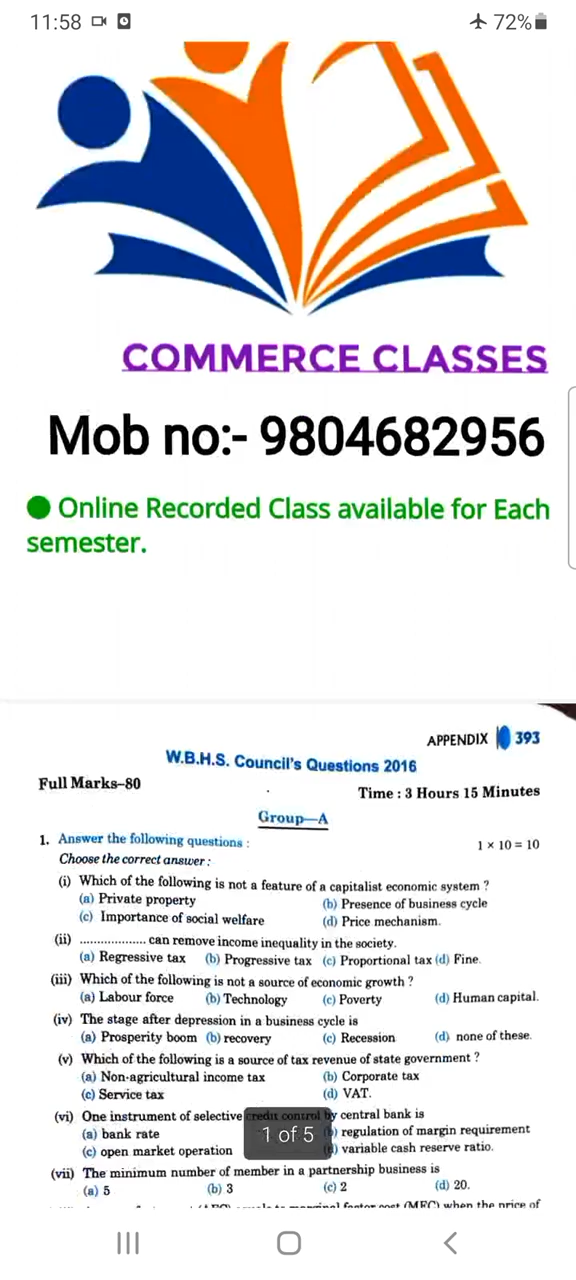 11:58
72%
COMMERCE CLASSES
Mob no:- 9804682956
Online Recorded Class available for Each
semester.
APPENDIX 393
W.B.H.S. Council's Questions 2016
Full Marks–80
Time : 3 Hours 15 Minutes
Group—A
1. Answer the following questions :
1 × 10 = 10
Choose the correct answer :
(i) Which of the following is not a feature of a capitalist economic system ?
(a) Private property (b) Presence of business cycle
(c) Importance of social welfare (d) Price mechanism.
(ii) ................... can remove income inequality in the society.
(a) Regressive tax (b) Progressive tax (c) Proportional tax (d) Fine.
(iii) Which of the following is not a source of economic growth ?
(a) Labour force (b) Technology (c) Poverty (d) Human capital.
(iv) The stage after depression in a business cycle is
(a) Prosperity boom (b) recovery (c) Recession (d) none of these.
(v) Which of the following is a source of tax revenue of state government ?
(a) Non-agricultural income tax (b) Corporate tax
(c) Service tax (d) VAT.
(vi) One instrument of selective credit control by central bank is
(a) bank rate (b) regulation of margin requirement
1 of 5
(c) open market operation (d) variable cash reserve ratio.
(vii) The minimum number of member in a partnership business is
(a) 5 (b) 3 (c) 2 (d) 20.
factor cost (MFC) when the price of